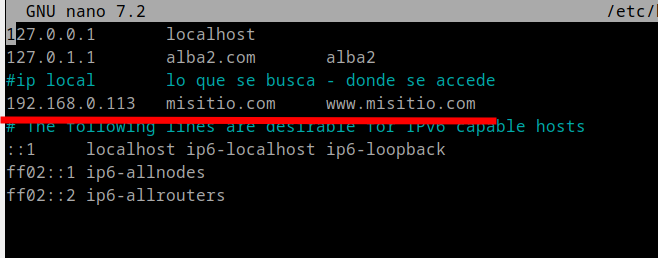 GNU nano 7.2 /etc/
127.0.0.1 localhost
127.0.1.1 alba2.com alba2
#ip local lo que se busca - donde se accede
192.168.0.113 misitio.com www.misitio.com
# The following lines are desirable for IPv6 capable hosts
::1 localhost ip6-localhost ip6-loopback
ff02::1 ip6-allnodes
ff02::2 ip6-allrouters